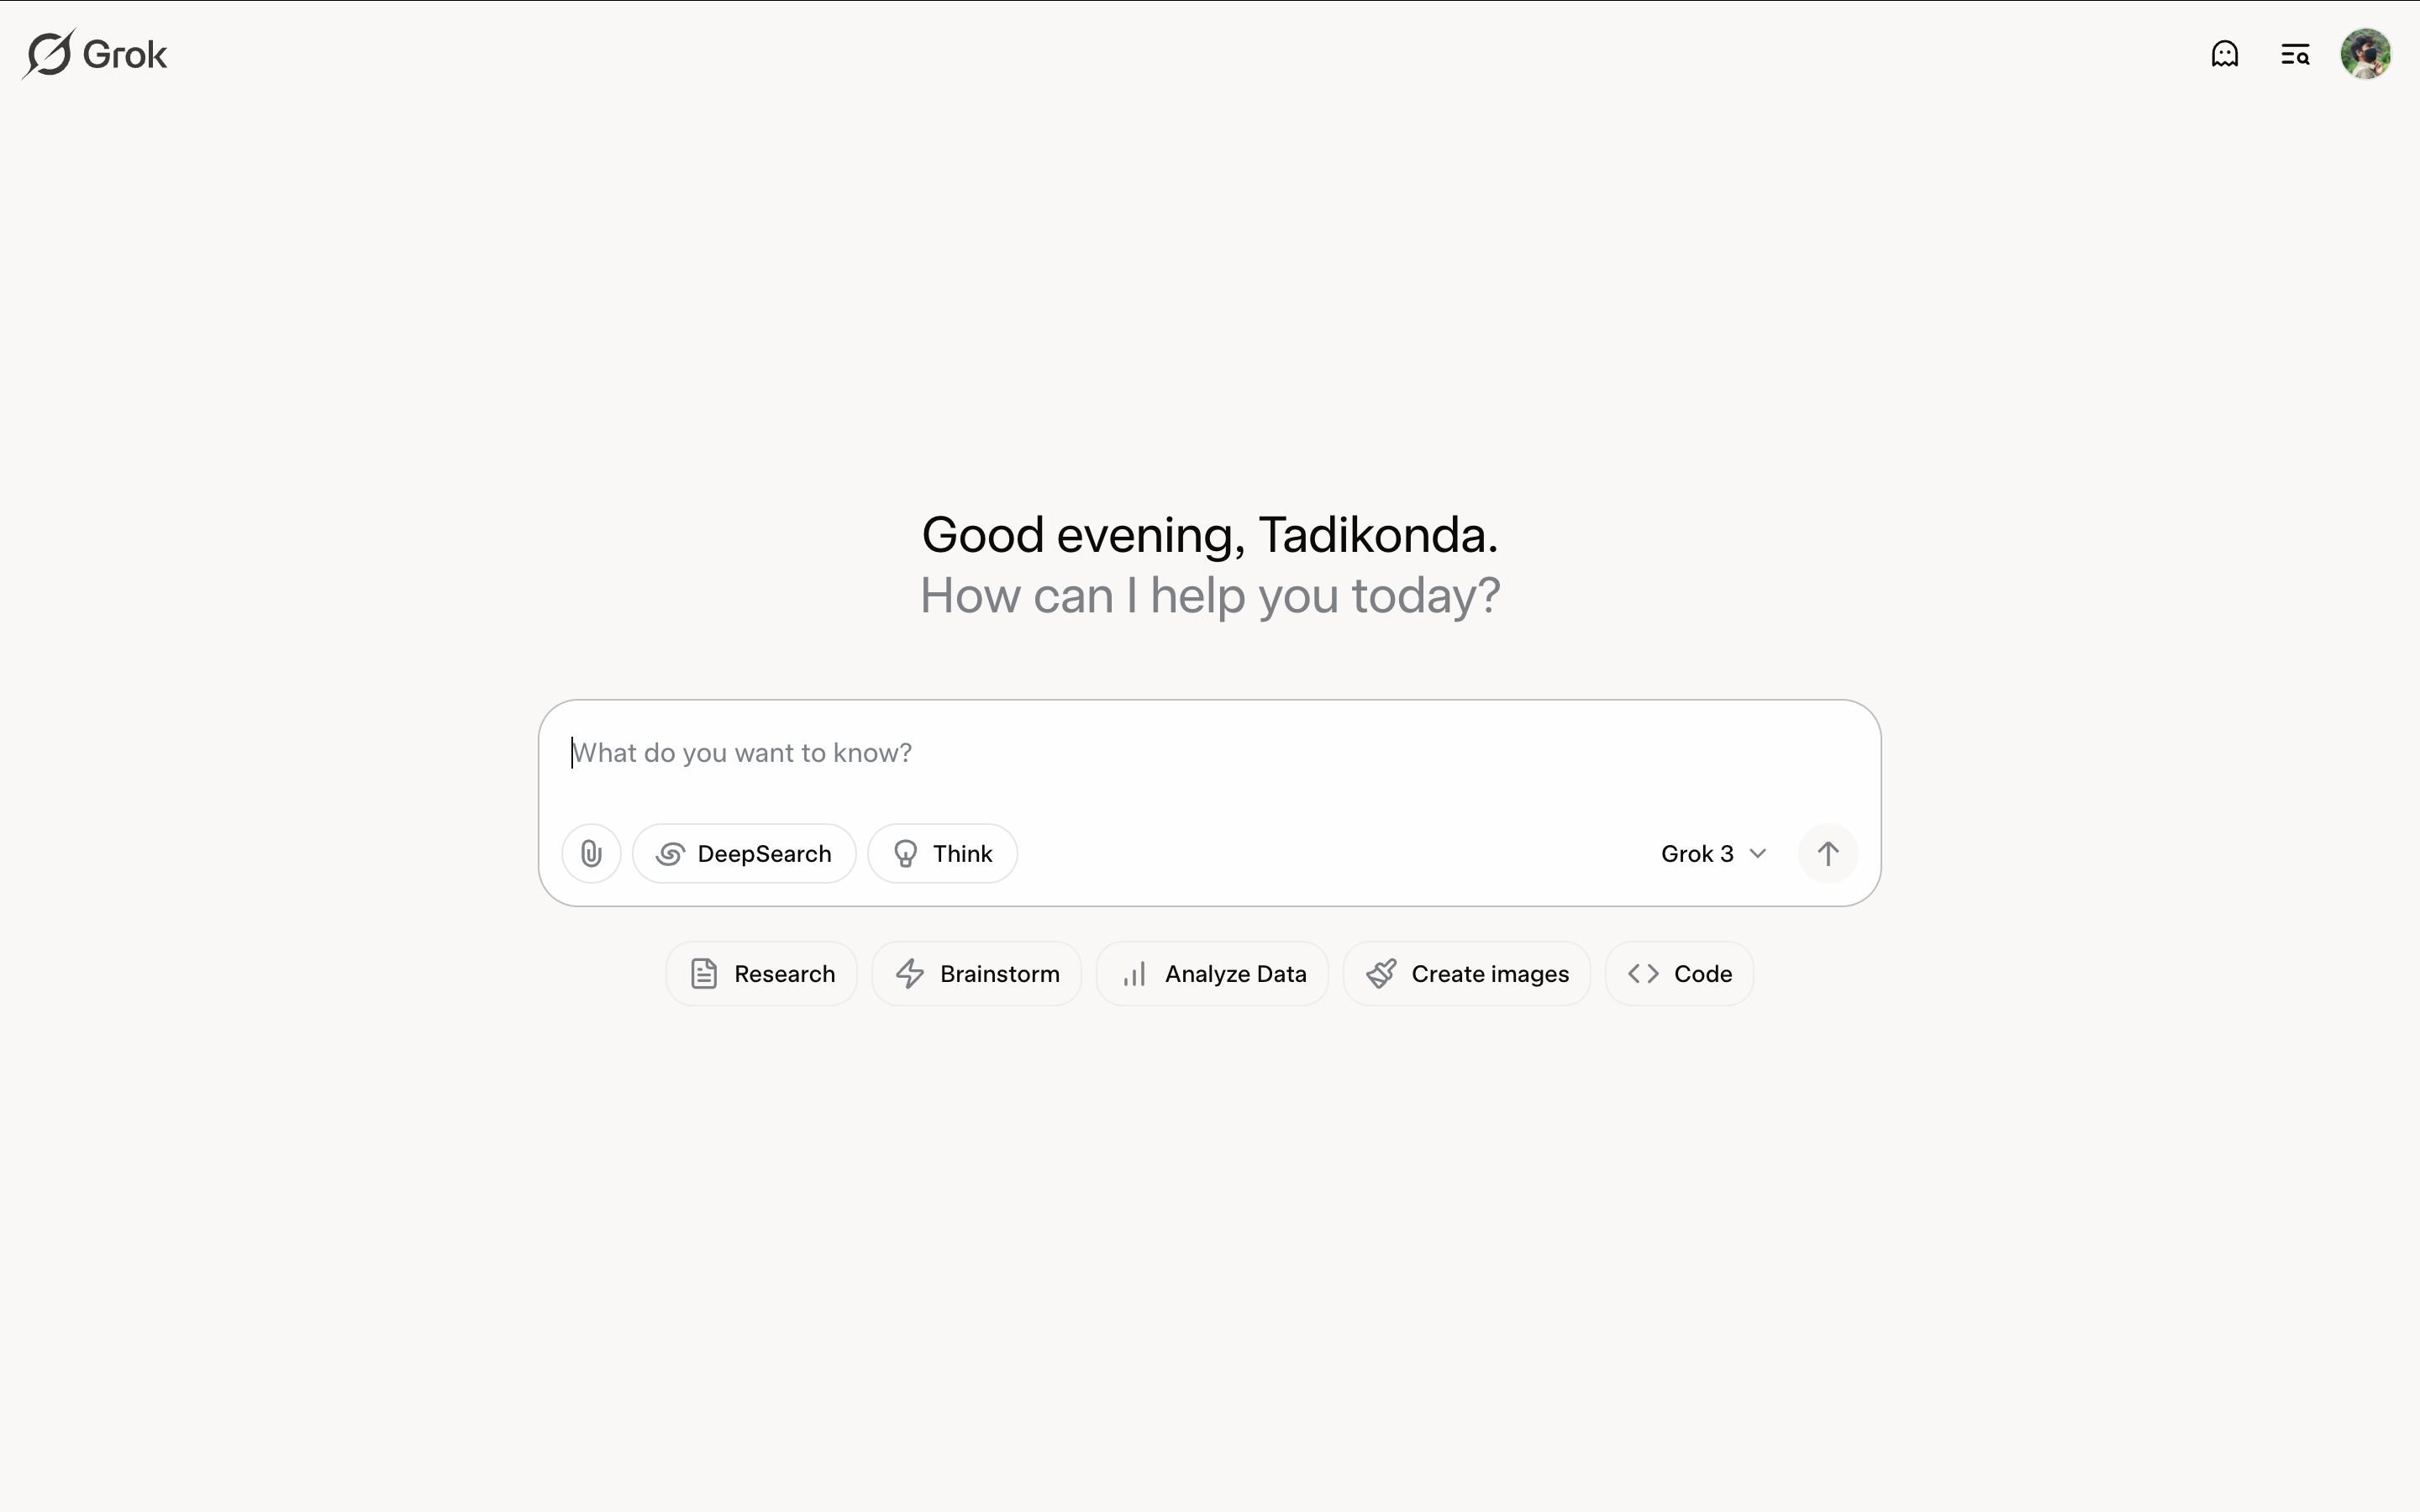 Grok
Good evening, Tadikonda.
How can I help you today?
What do you want to know?
DeepSearch Think Grok 3
Research Brainstorm Analyze Data Create images Code